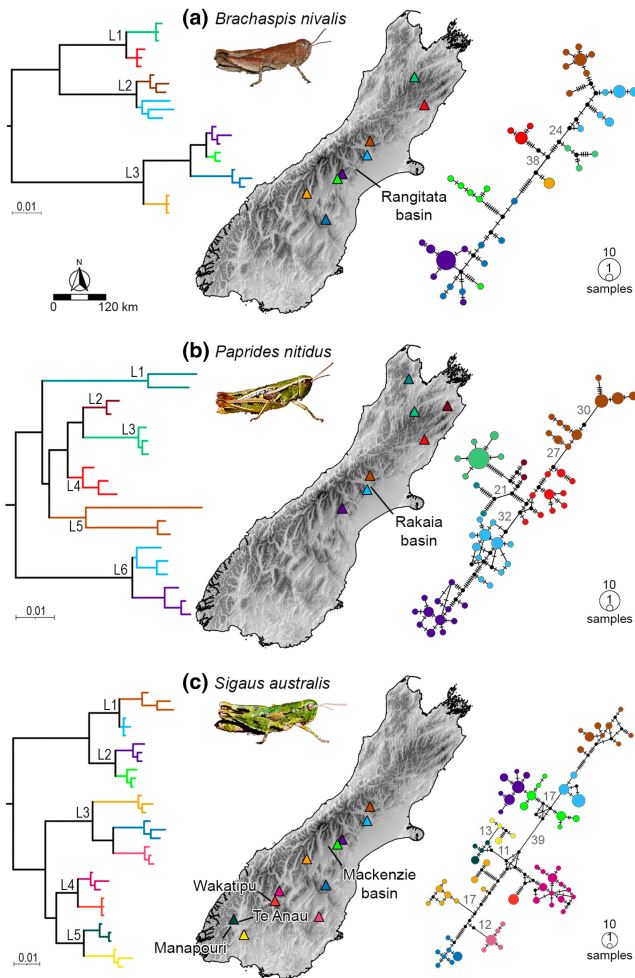 (a) Brachaspis nivalis
L1
L2
L3
0.01
N
0 120 km
Rangitata
basin
24
38
10
1
samples
(b) Paprides nitidus
L1
L2
L3
L4
L5
L6
0.01
Rakaia
basin
30
27
21
32
10
1
samples
(c) Sigaus australis
L1
L2
L3
L4
L5
0.01
Wakatipu
Te Anau
Manapouri
Mackenzie
basin
17
39
13
11
17
12
10
1
samples